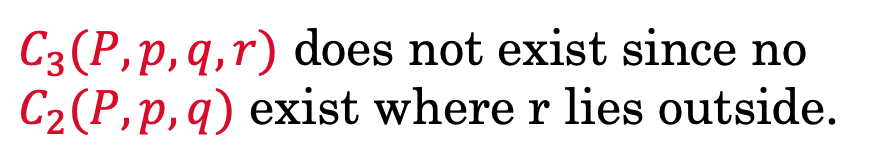 C₃(P, p, q, r) does not exist since no
C₂(P, p, q) exist where r lies outside.